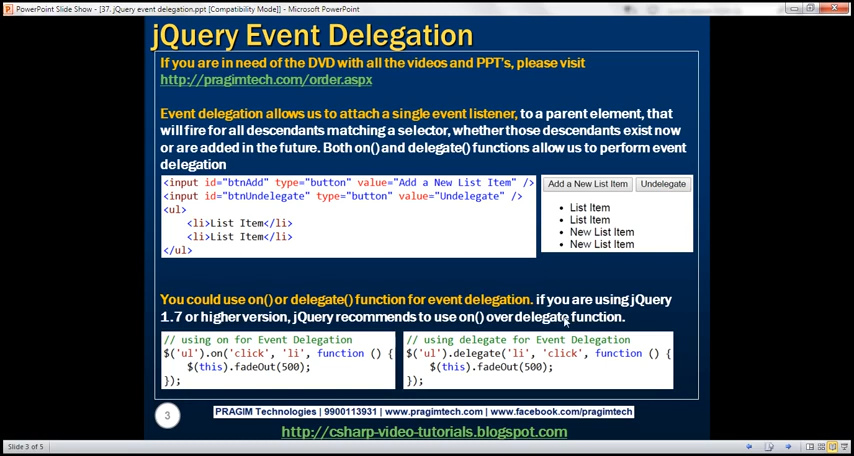 PowerPoint Slide Show - [37. jQuery event delegation.ppt [Compatibility Mode]] - Microsoft PowerPoint
jQuery Event Delegation
If you are in need of the DVD with all the videos and PPT's, please visit
http://pragimtech.com/order.aspx
Event delegation allows us to attach a single event listener, to a parent element, that
will fire for all descendants matching a selector, whether those descendants exist now
or are added in the future. Both on() and delegate() functions allow us to perform event
delegation
<input id="btnAdd" type="button" value="Add a New List Item" />
<input id="btnUndelegate" type="button" value="Undelegate" />
<ul>
<li>List Item</li>
<li>List Item</li>
</ul>
Add a New List Item Undelegate
• List Item
• List Item
• New List Item
• New List Item
You could use on() or delegate() function for event delegation. if you are using jQuery
1.7 or higher version, jQuery recommends to use on() over delegate function.
// using on for Event Delegation
$('ul').on('click', 'li', function () {
$(this).fadeOut(500);
});
// using delegate for Event Delegation
$('ul').delegate('li', 'click', function () {
$(this).fadeOut(500);
});
3
PRAGIM Technologies | 9900113931 | www.pragimtech.com | www.facebook.com/pragimtech
http://csharp-video-tutorials.blogspot.com
Slide 3 of 5